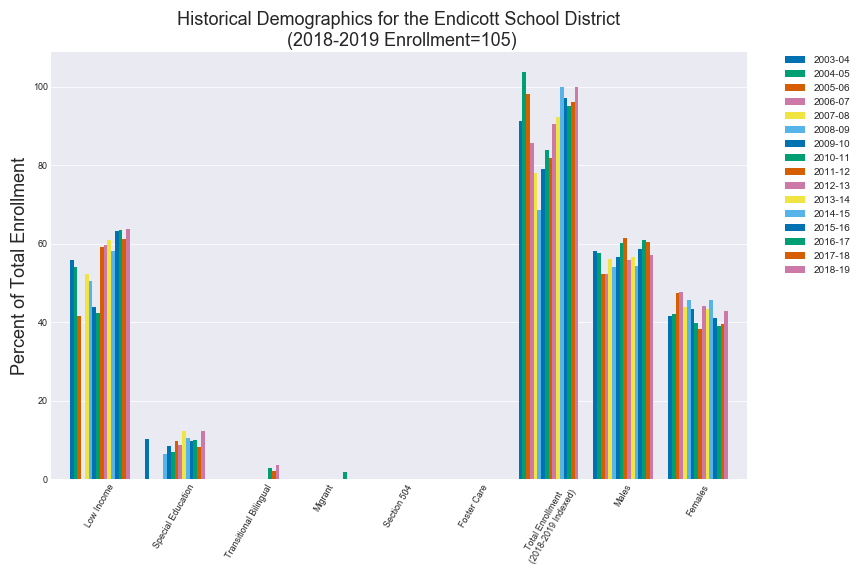 Historical Demographics for the Endicott School District
(2018-2019 Enrollment=105)
Percent of Total Enrollment
100
80
60
40
20
0
Low Income
Special Education
Transitional Bilingual
Migrant
Section 504
Foster Care
Total Enrollment
(2018-2019 Indexed)
Males
Females
2003-04
2004-05
2005-06
2006-07
2007-08
2008-09
2009-10
2010-11
2011-12
2012-13
2013-14
2014-15
2015-16
2016-17
2017-18
2018-19